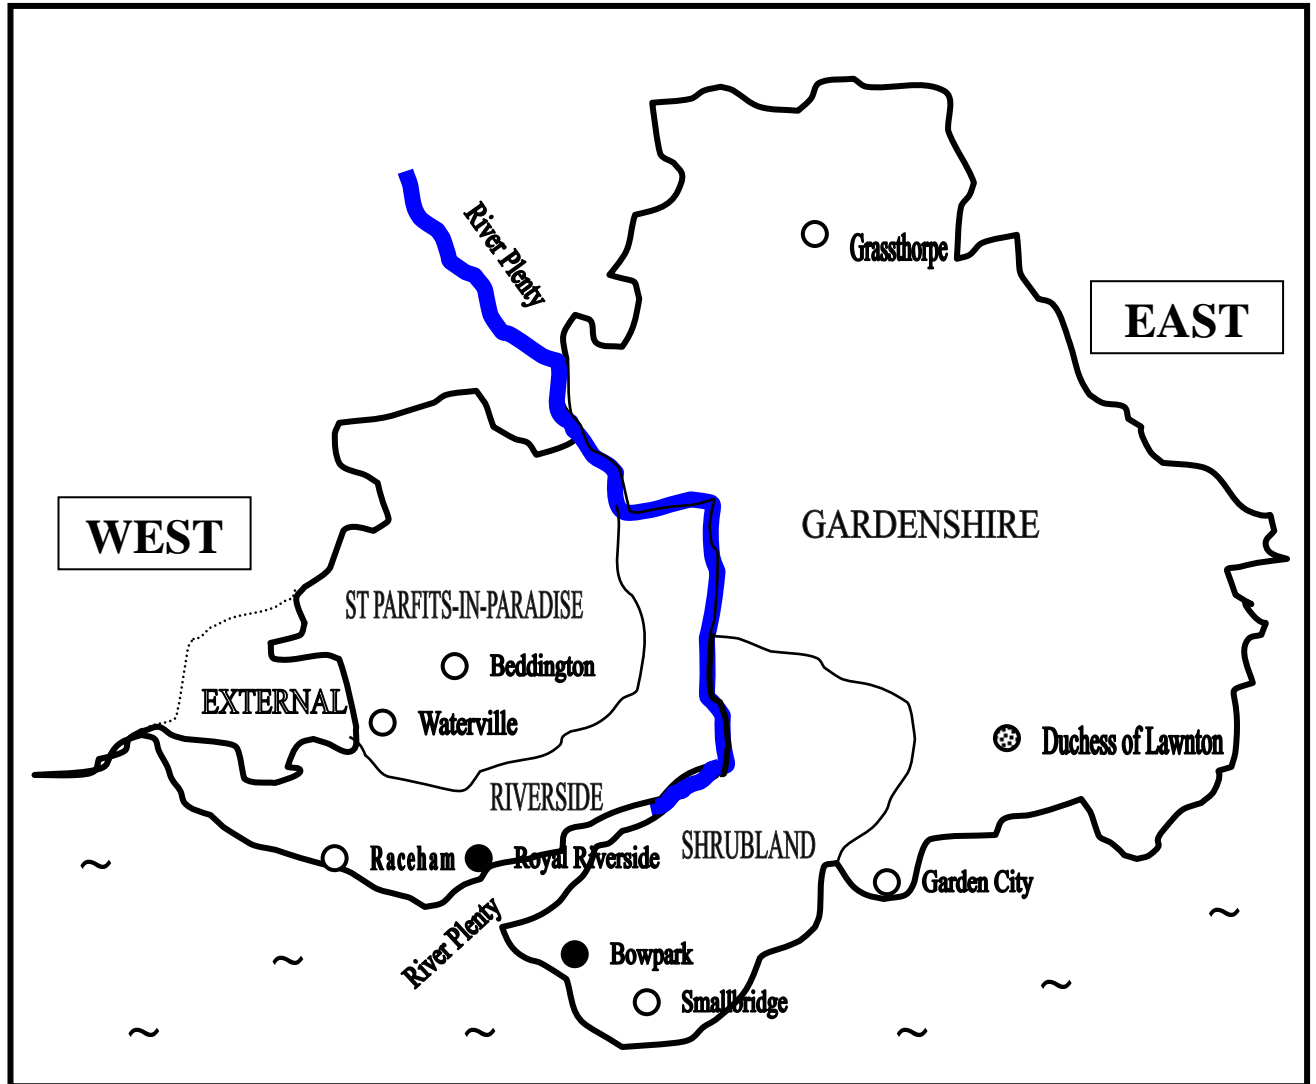 River Plenty
Grassthorpe
EAST
WEST
GARDENSHIRE
ST PARFITS-IN-PARADISE
Beddington
EXTERNAL
Waterville
Duchess of Lawnton
RIVERSIDE
SHRUBLAND
Raceham
Royal Riverside
Garden City
River Plenty
Bowpark
Smallbridge